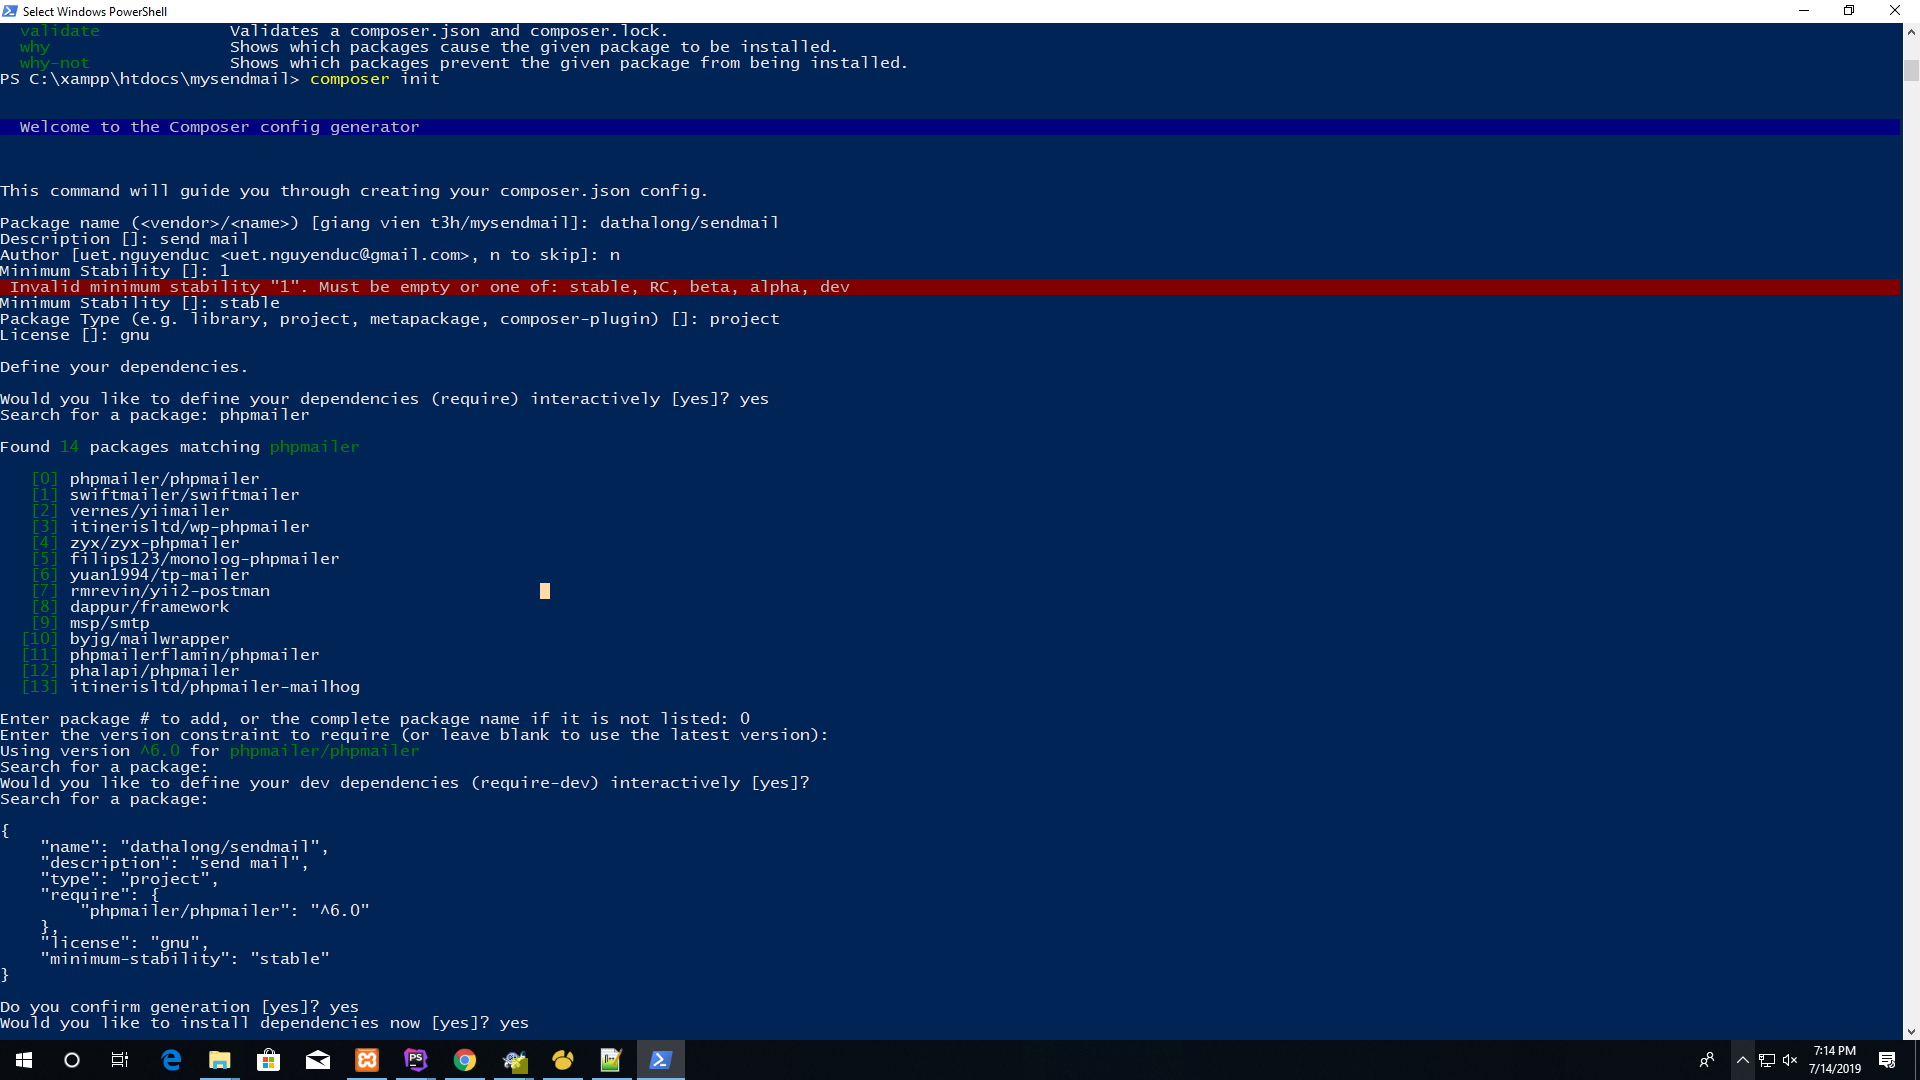 Select Windows PowerShell
validate Validates a composer.json and composer.lock.
why Shows which packages cause the given package to be installed.
why-not Shows which packages prevent the given package from being installed.
PS C:\xampp\htdocs\mysendmail> composer init
Welcome to the Composer config generator
This command will guide you through creating your composer.json config.
Package name (<vendor>/<name>) [giang vien t3h/mysendmail]: dathalong/sendmail
Description []: send mail
Author [uet.nguyenduc <uet.nguyenduc@gmail.com>, n to skip]: n
Minimum Stability []: 1
Invalid minimum stability "1". Must be empty or one of: stable, RC, beta, alpha, dev
Minimum Stability []: stable
Package Type (e.g. library, project, metapackage, composer-plugin) []: project
License []: gnu
Define your dependencies.
Would you like to define your dependencies (require) interactively [yes]? yes
Search for a package: phpmailer
Found 14 packages matching phpmailer
[0] phpmailer/phpmailer
[1] swiftmailer/swiftmailer
[2] vernes/yiimailer
[3] itinerisltd/wp-phpmailer
[4] zyx/zyx-phpmailer
[5] filips123/monolog-phpmailer
[6] yuan1994/tp-mailer
[7] rmrevin/yii2-postman
[8] dappur/framework
[9] msp/smtp
[10] byjg/mailwrapper
[11] phpmailerflamin/phpmailer
[12] phalapi/phpmailer
[13] itinerisltd/phpmailer-mailhog
Enter package # to add, or the complete package name if it is not listed: 0
Enter the version constraint to require (or leave blank to use the latest version):
Using version ^6.0 for phpmailer/phpmailer
Search for a package:
Would you like to define your dev dependencies (require-dev) interactively [yes]?
Search for a package:
{
"name": "dathalong/sendmail",
"description": "send mail",
"type": "project",
"require": {
"phpmailer/phpmailer": "^6.0"
},
"license": "gnu",
"minimum-stability": "stable"
}
Do you confirm generation [yes]? yes
Would you like to install dependencies now [yes]? yes
7:14 PM
7/14/2019